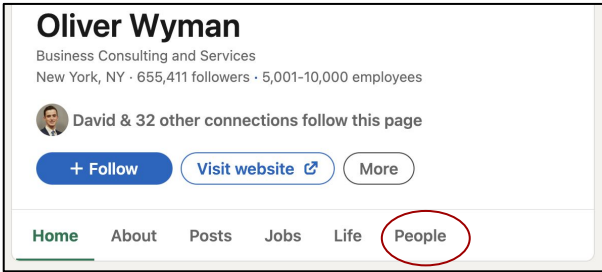 Oliver Wyman
Business Consulting and Services
New York, NY · 655,411 followers · 5,001-10,000 employees
David & 32 other connections follow this page
+ Follow Visit website More
Home About Posts Jobs Life People